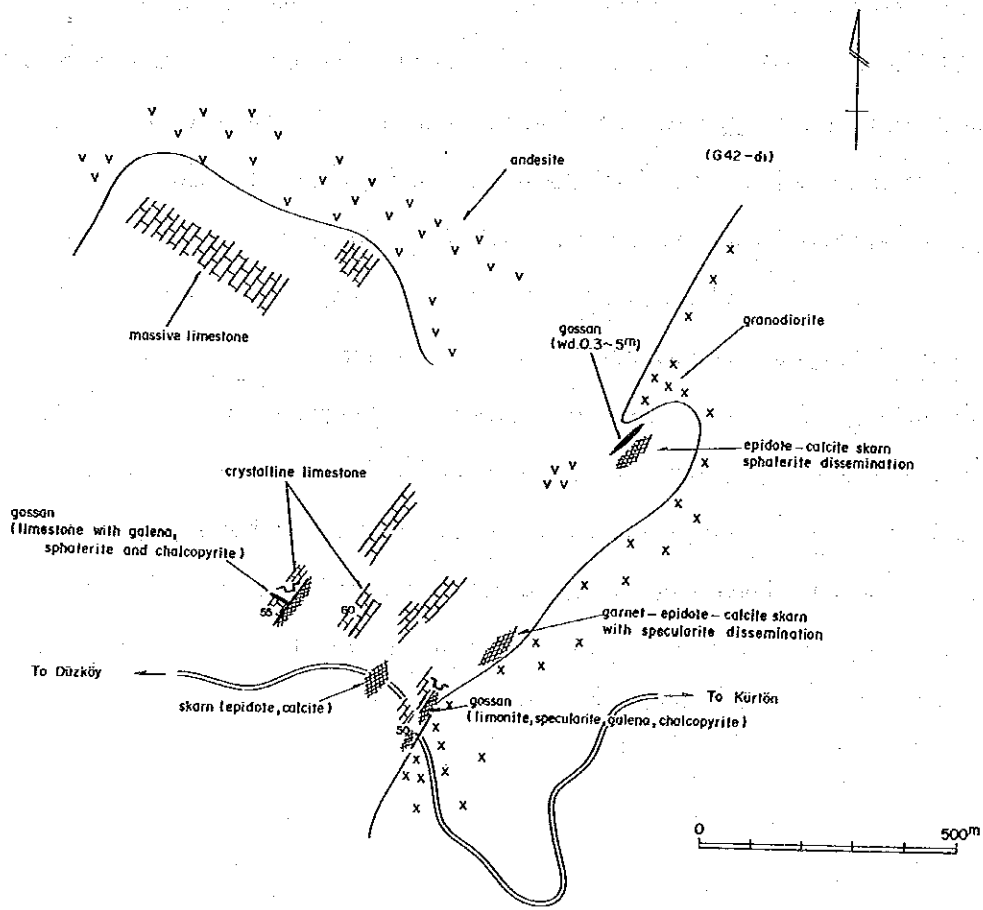 andesite
(G42-d1)
massive limestone
granodiorite
gossan
(wd.0.3~5m)
epidote-calcite skarn
sphalerite dissemination
crystalline limestone
gossan
(limestone with galena,
sphalerite and chalcopyrite)
55
60
garnet-epidote-calcite skarn
with specularite dissemination
To Düzköy
skarn (epidote, calcite)
To Kürtön
gossan
(limonite, specularite, galena, chalcopyrite)
50
0
500m